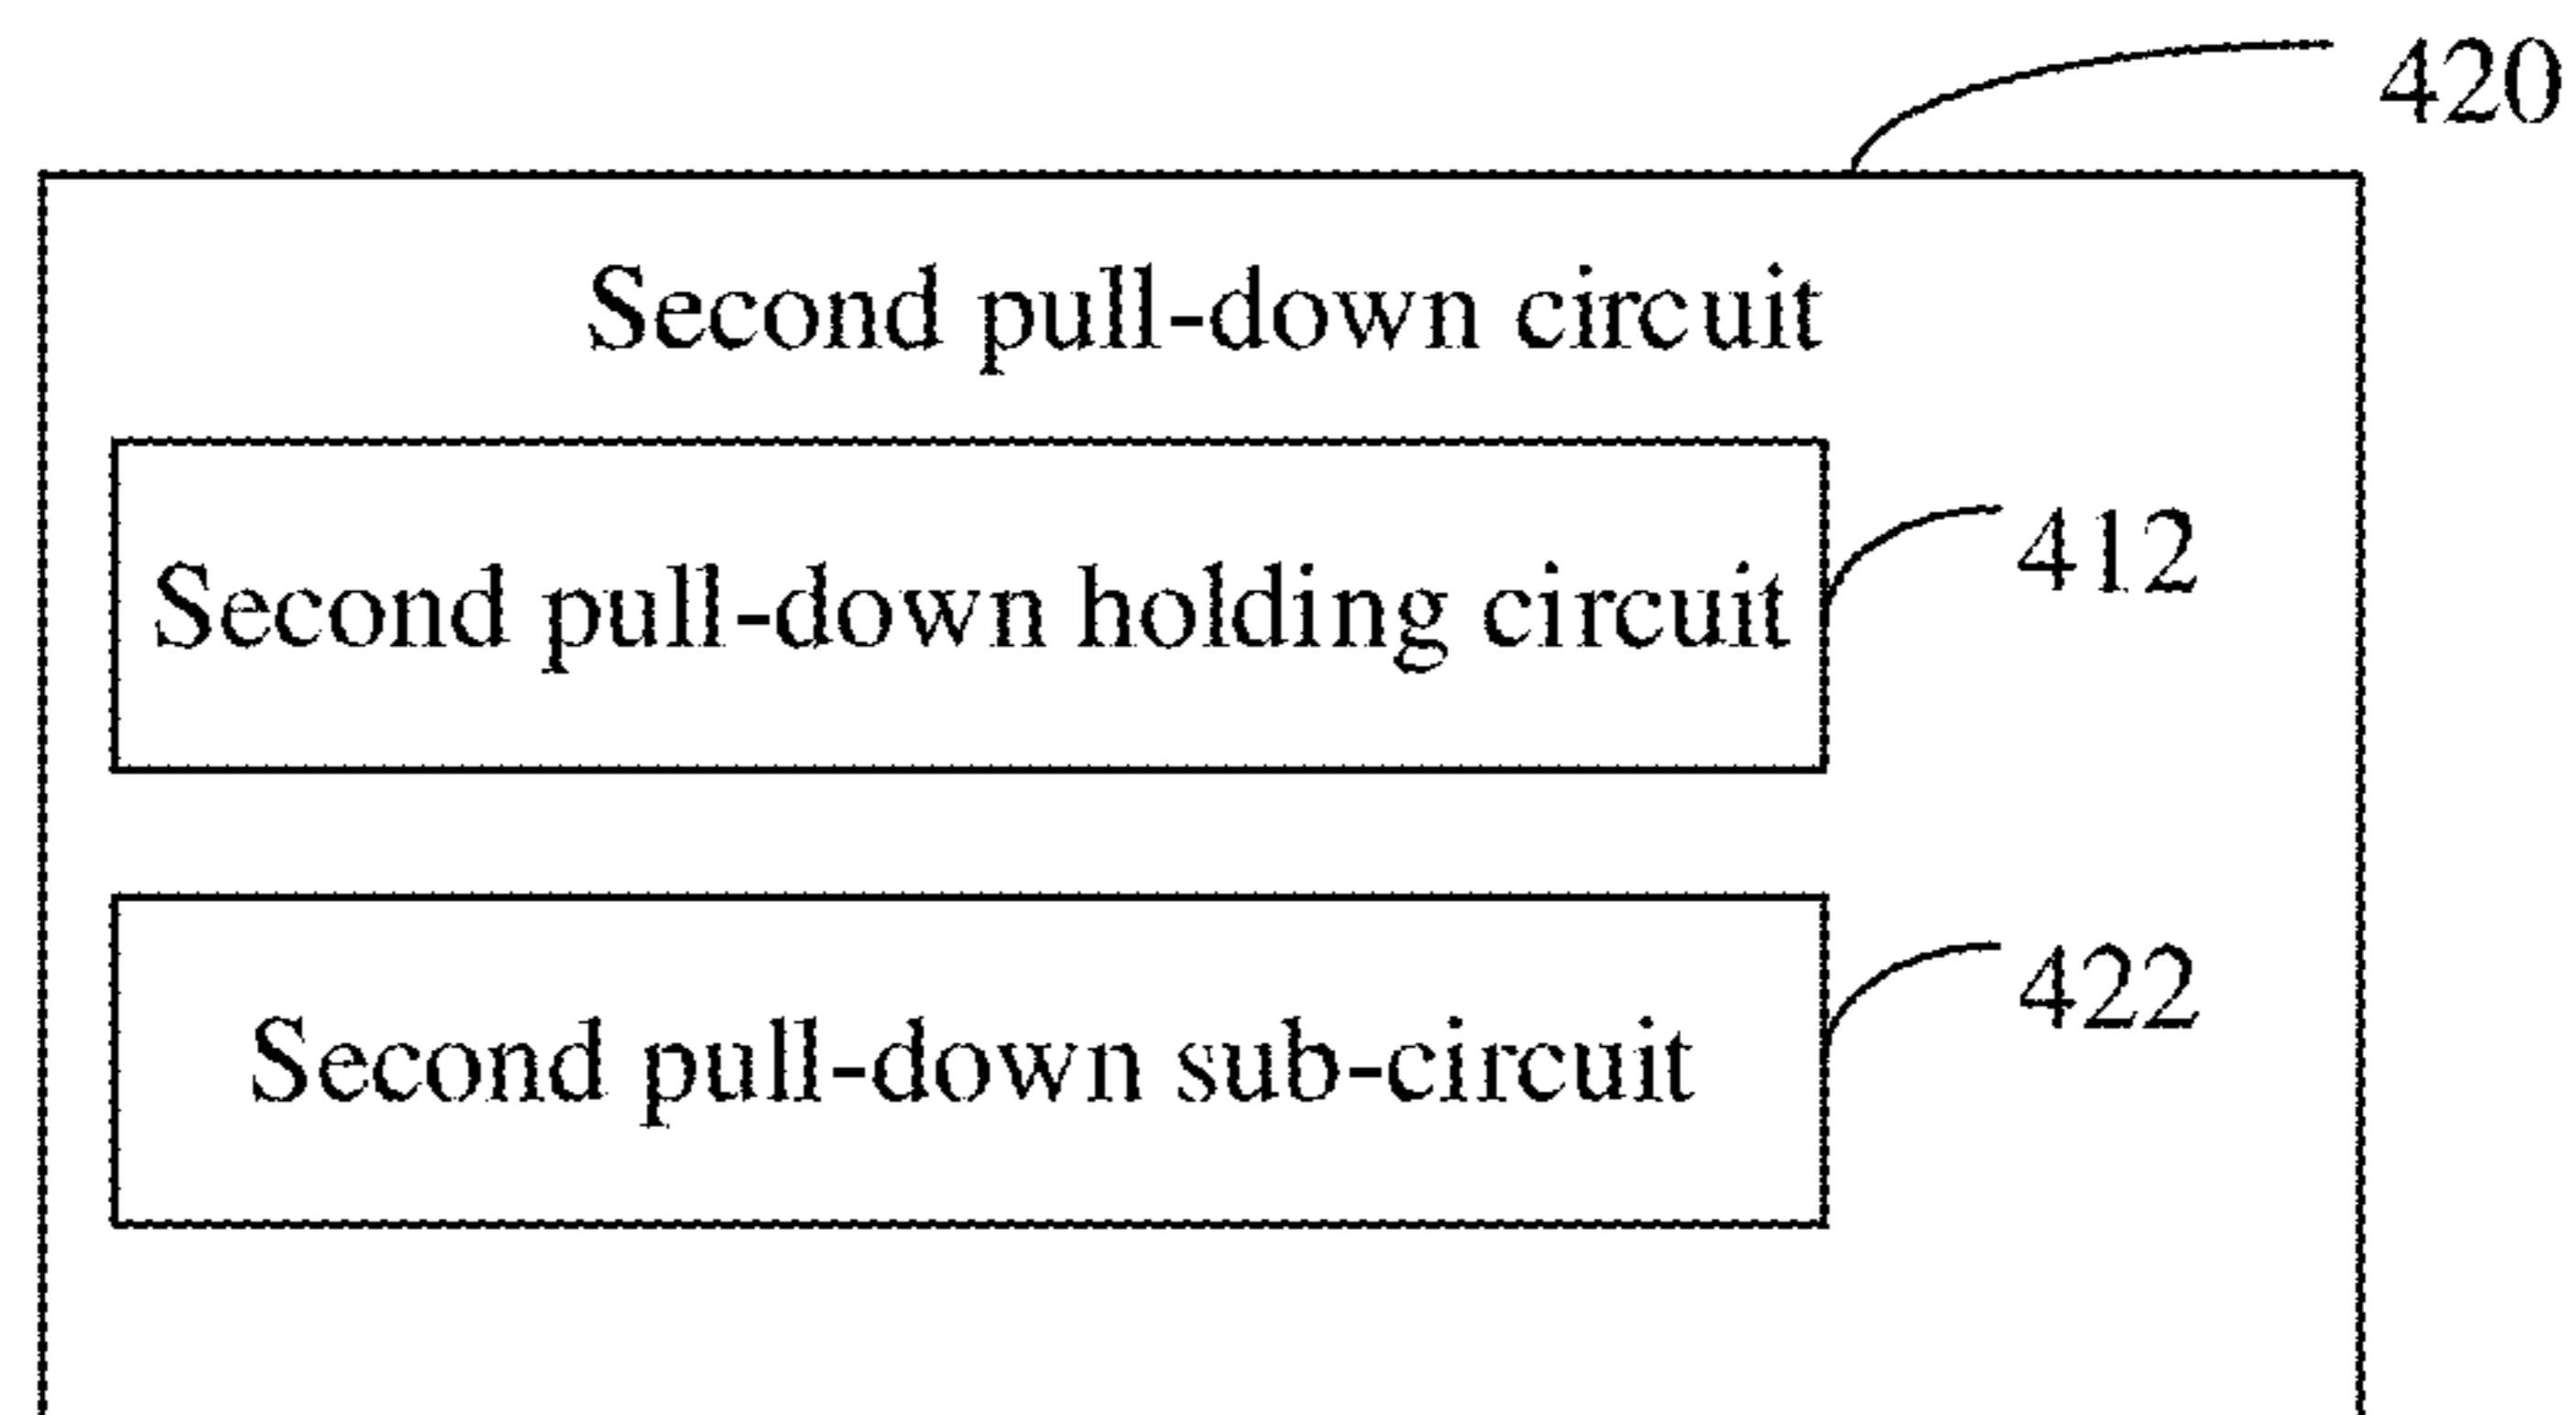 420
Second pull-down circuit
412
Second pull-down holding circuit
422
Second pull-down sub-circuit